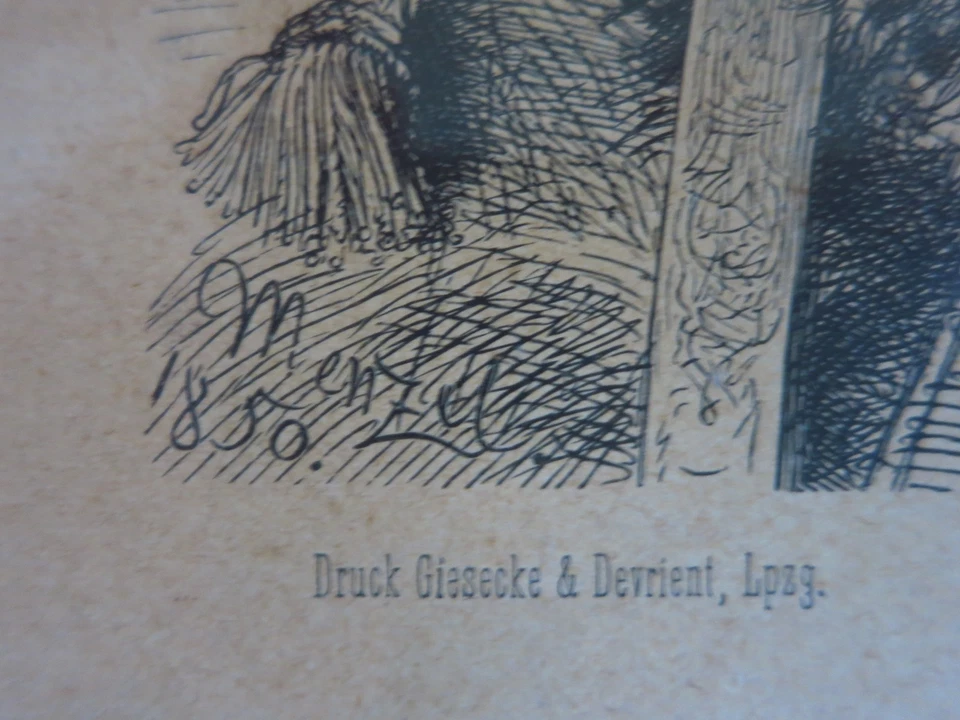 Menzel
1850.
Druck Giesecke & Devrient, Lpzg.